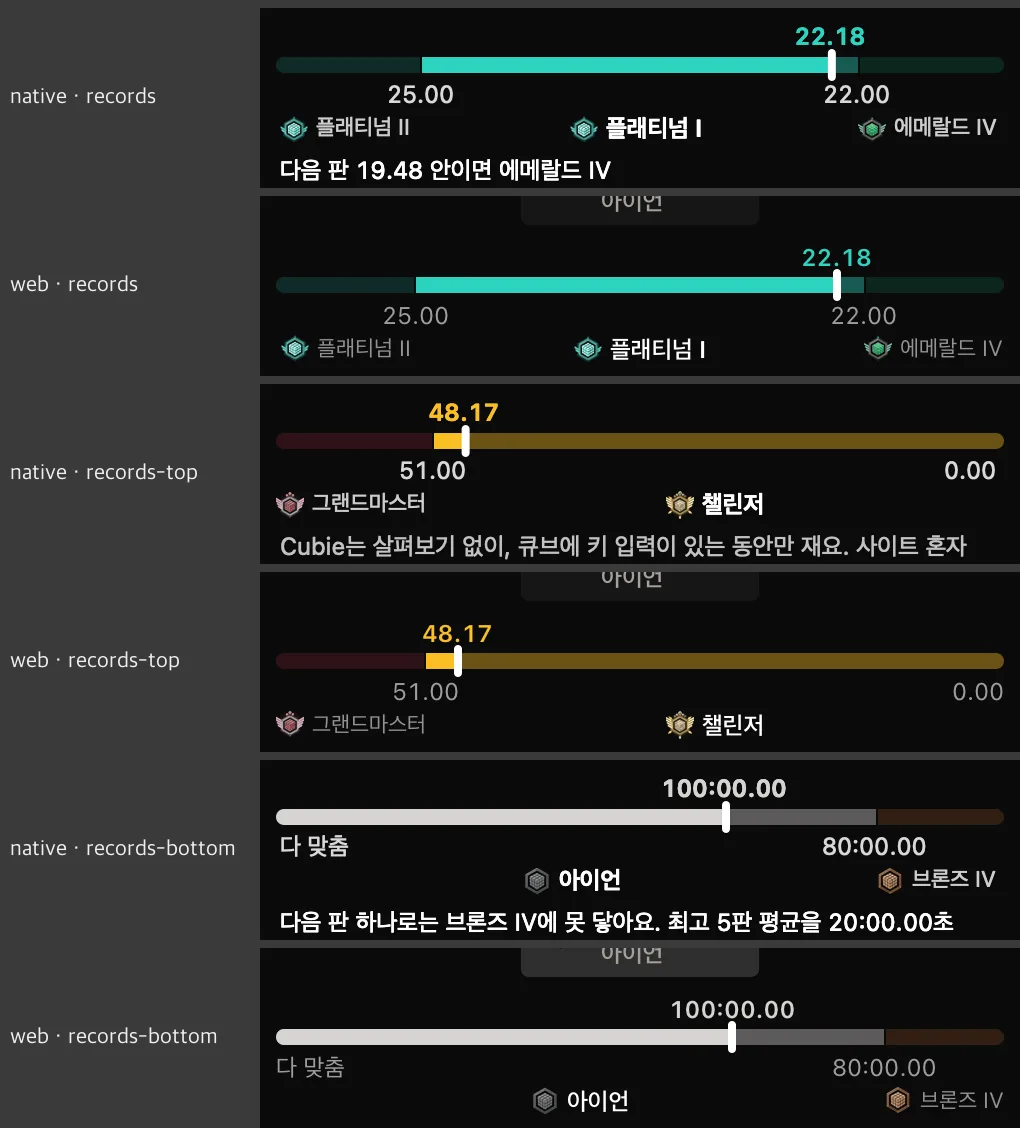 22.18
native · records
25.00 22.00
플래티넘 II 플래티넘 I 에메랄드 IV
다음 판 19.48 안이면 에메랄드 IV
아이언
22.18
web · records
25.00 22.00
플래티넘 II 플래티넘 I 에메랄드 IV
48.17
native · records-top
51.00 0.00
그랜드마스터 챌린저
Cubie는 살펴보기 없이, 큐브에 키 입력이 있는 동안만 재요. 사이트 혼자
아이언
48.17
web · records-top
51.00 0.00
그랜드마스터 챌린저
100:00.00
native · records-bottom
다 맞춤 80:00.00
아이언 브론즈 IV
다음 판 하나로는 브론즈 IV에 못 닿아요. 최고 5판 평균을 20:00.00초
아이언
100:00.00
web · records-bottom
다 맞춤 80:00.00
아이언 브론즈 IV